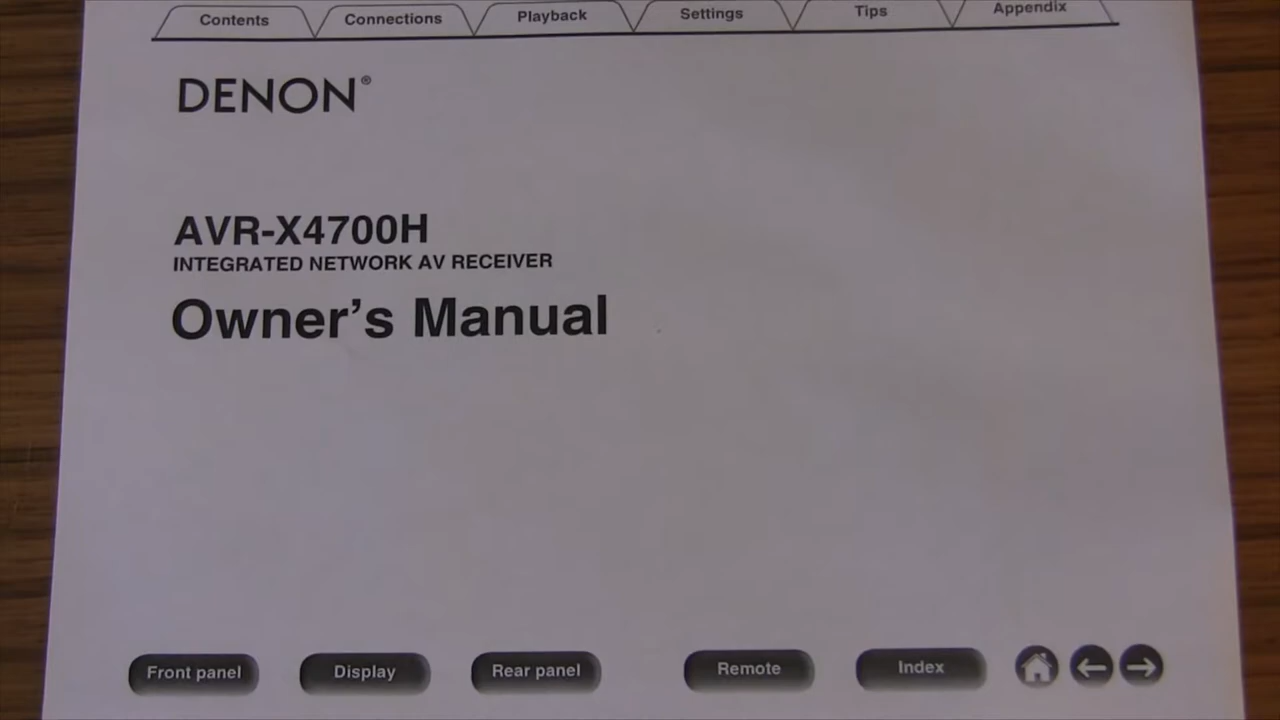 Contents Connections Playback Settings Tips Appendix
DENON®
AVR-X4700H
INTEGRATED NETWORK AV RECEIVER
Owner's Manual
Front panel Display Rear panel Remote Index